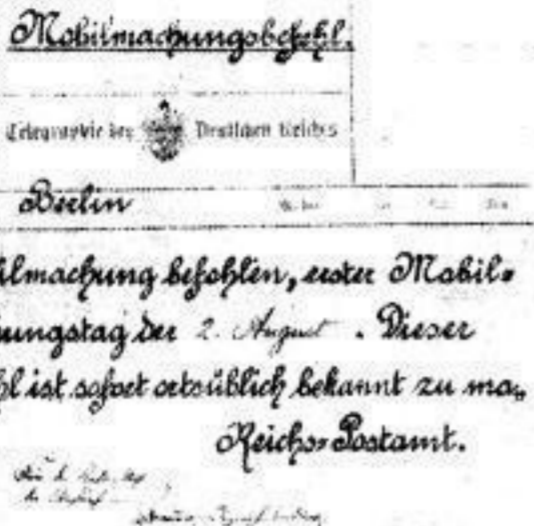 Mobilmachungsbefehl.
Telegraphie des Deutschen Reichs
Berlin
ilmachung befohlen, erster Mobil=
ungstag der 2. August. Dieser
hl ist sofort ortsüblich bekannt zu ma=
Reichs=Postamt.